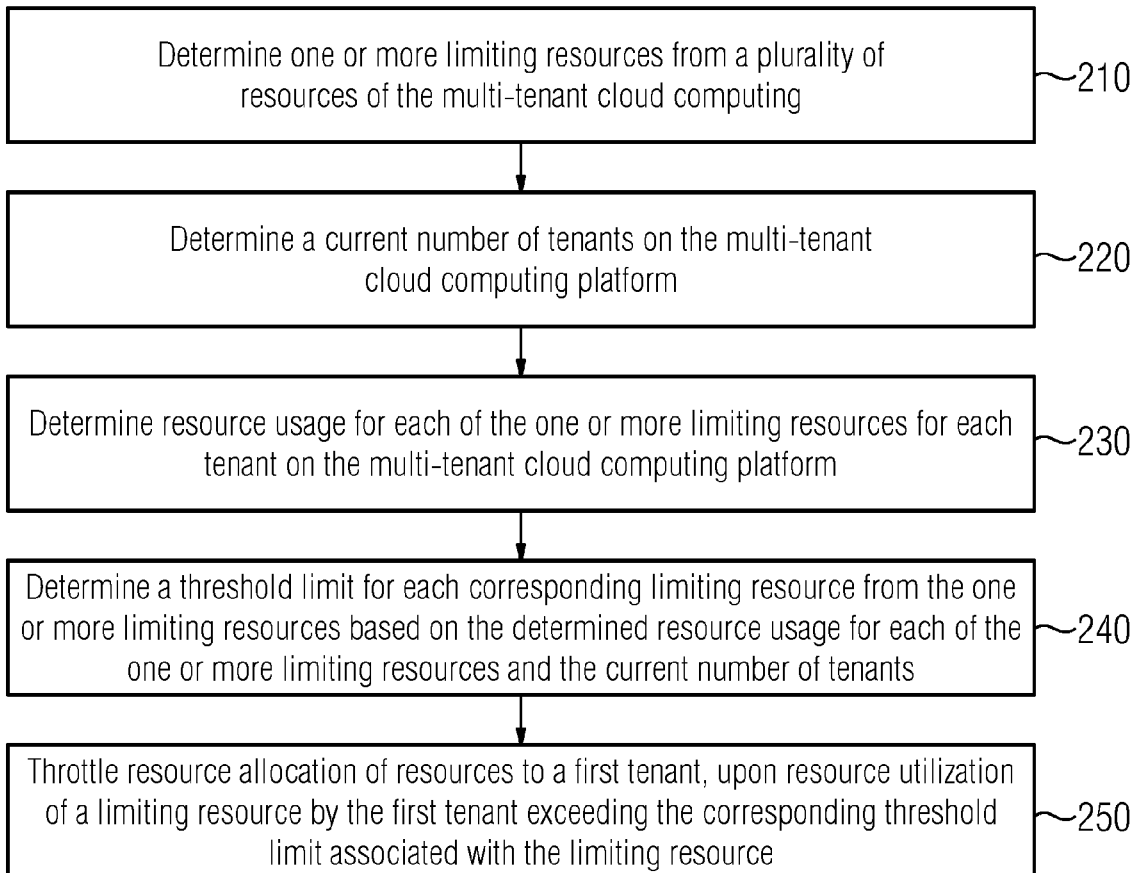 Determine one or more limiting resources from a plurality of
resources of the multi-tenant cloud computing
210
Determine a current number of tenants on the multi-tenant
cloud computing platform
220
Determine resource usage for each of the one or more limiting resources for each
tenant on the multi-tenant cloud computing platform
230
Determine a threshold limit for each corresponding limiting resource from the one
or more limiting resources based on the determined resource usage for each of the
one or more limiting resources and the current number of tenants
240
Throttle resource allocation of resources to a first tenant, upon resource utilization
of a limiting resource by the first tenant exceeding the corresponding threshold
limit associated with the limiting resource
250